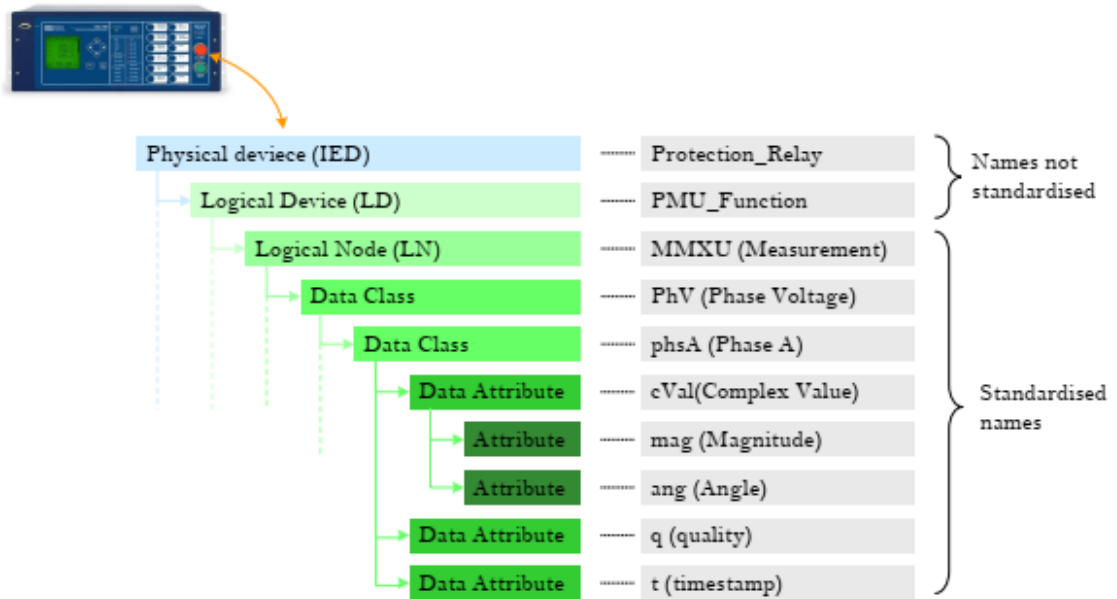 Physical deviece (IED) Protection_Relay
Names not
standardised
Logical Device (LD) PMU_Function
Logical Node (LN) MMXU (Measurement)
Data Class PhV (Phase Voltage)
Data Class phsA (Phase A)
Data Attribute cVal(Complex Value)
Standardised
names
Attribute mag (Magnitude)
Attribute ang (Angle)
Data Attribute q (quality)
Data Attribute t (timestamp)